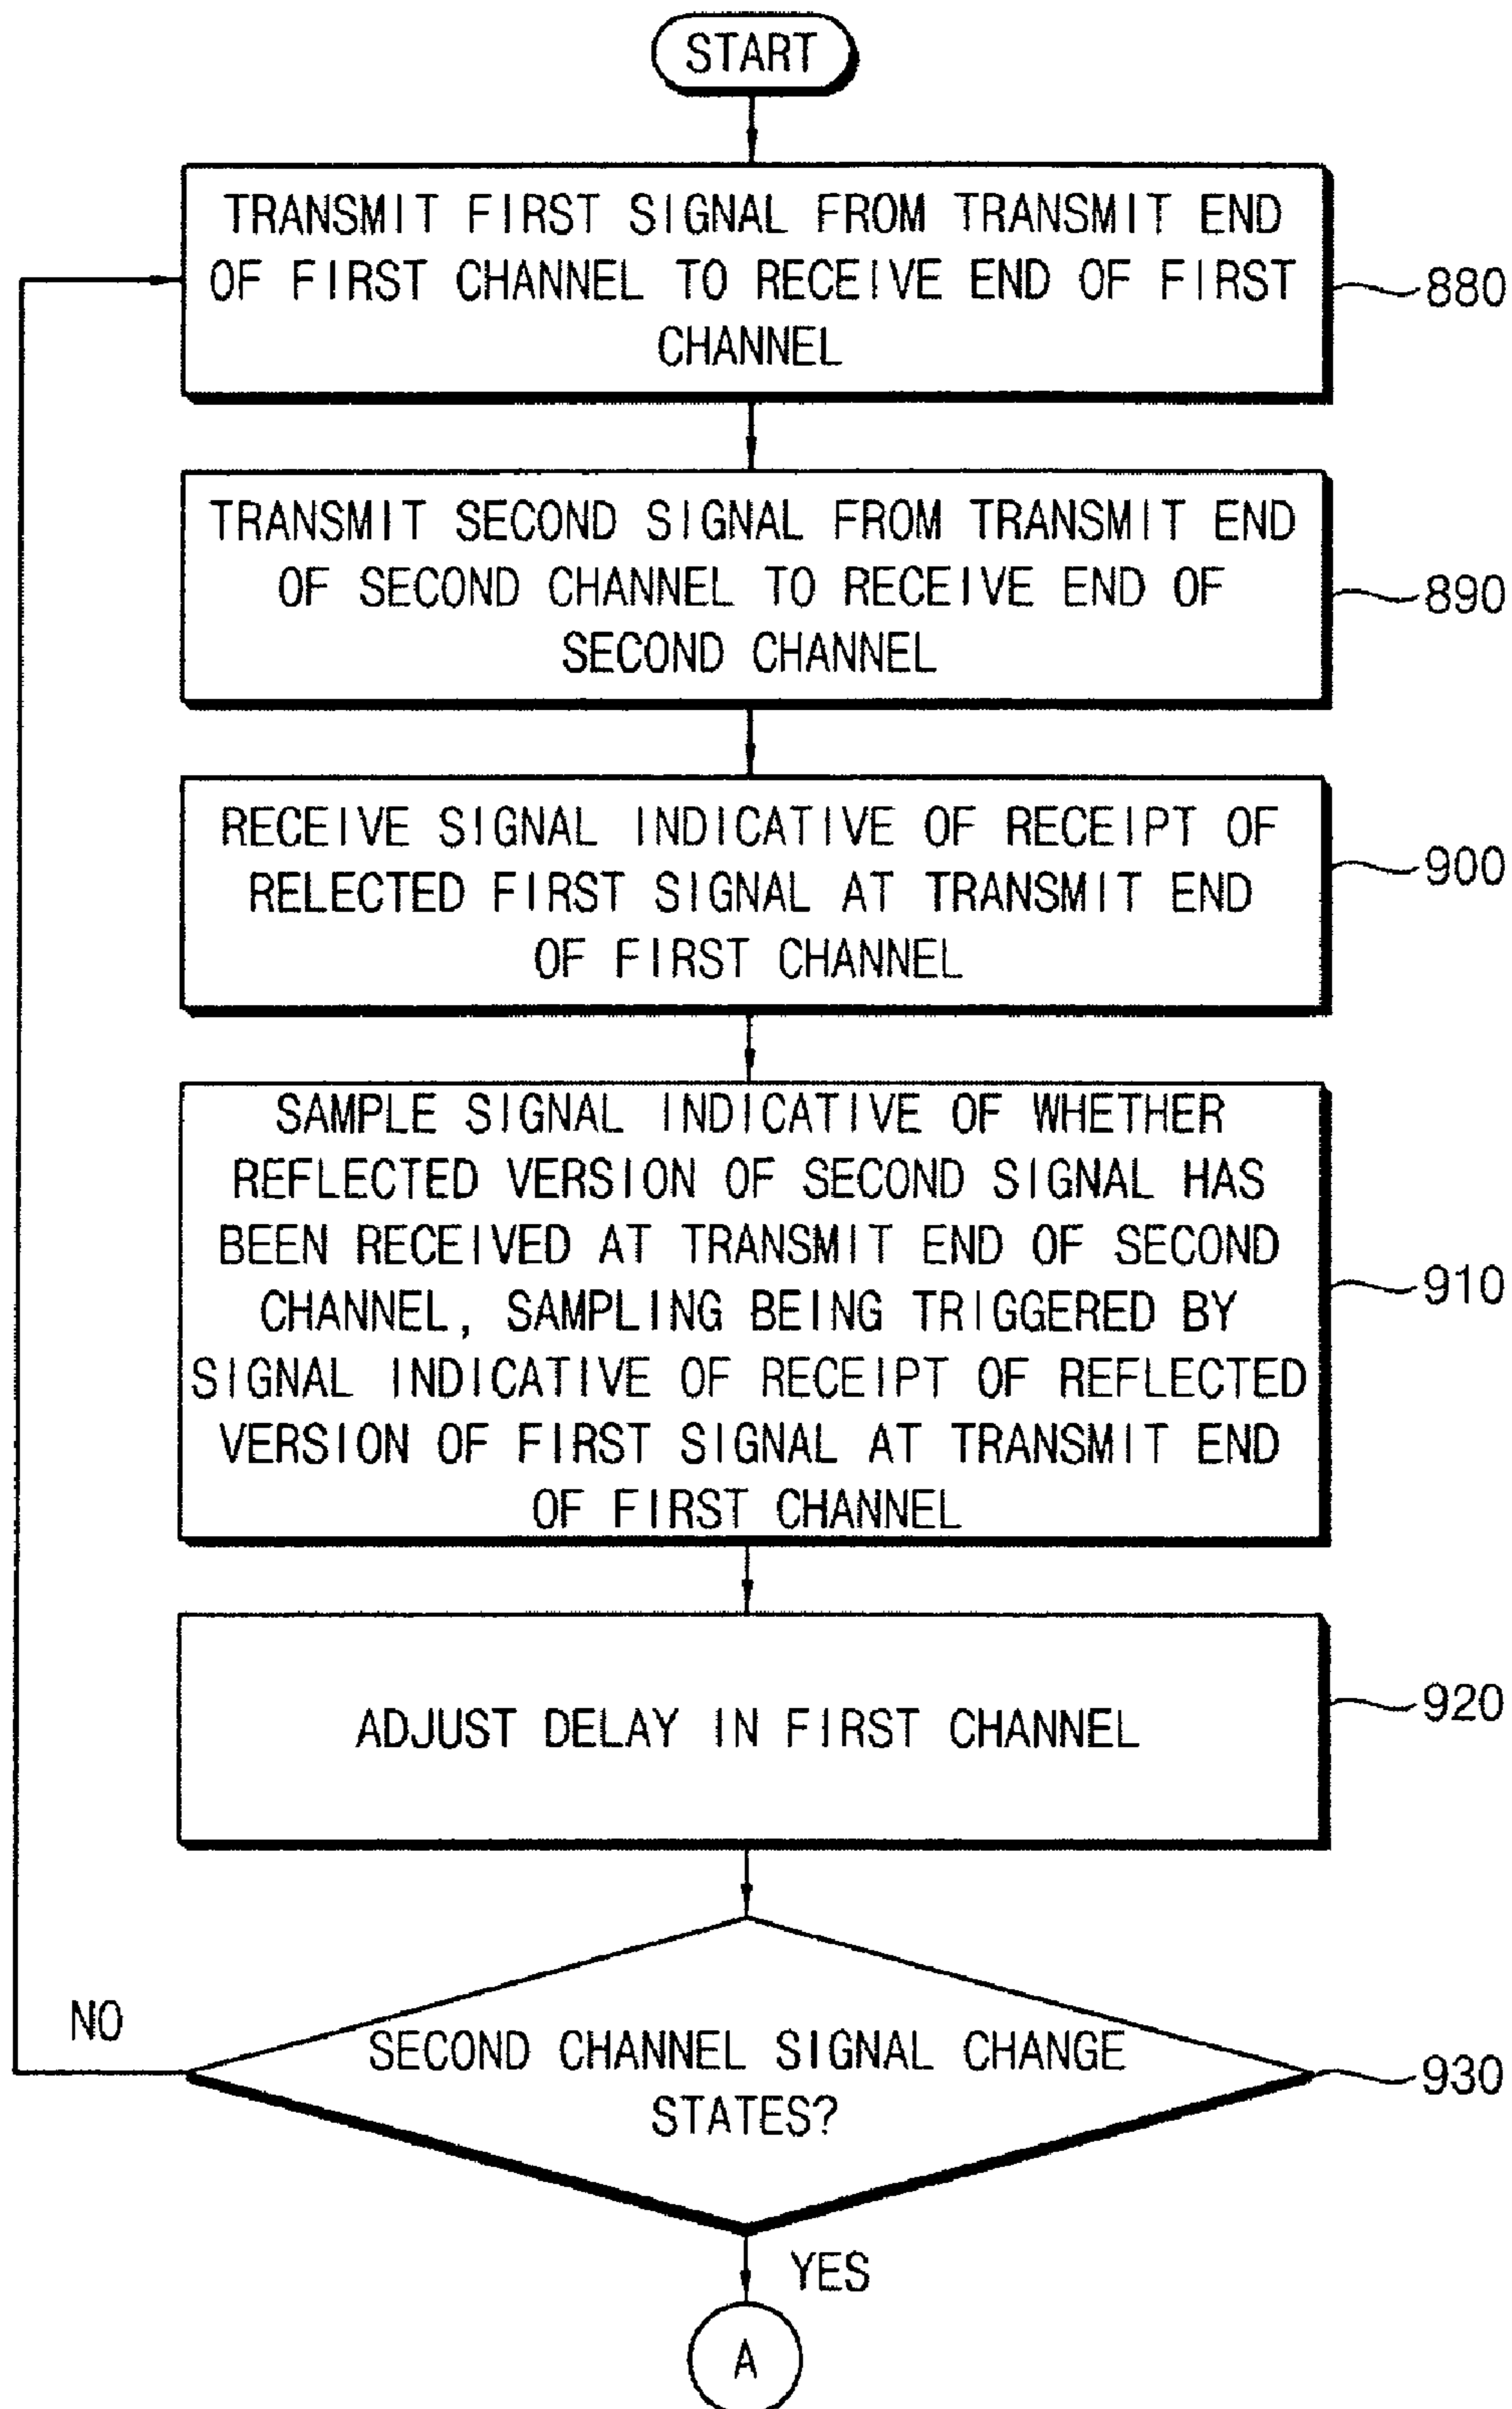 START
TRANSMIT FIRST SIGNAL FROM TRANSMIT END
OF FIRST CHANNEL TO RECEIVE END OF FIRST
CHANNEL
880
TRANSMIT SECOND SIGNAL FROM TRANSMIT END
OF SECOND CHANNEL TO RECEIVE END OF
SECOND CHANNEL
890
RECEIVE SIGNAL INDICATIVE OF RECEIPT OF
RELECTED FIRST SIGNAL AT TRANSMIT END
OF FIRST CHANNEL
900
SAMPLE SIGNAL INDICATIVE OF WHETHER
REFLECTED VERSION OF SECOND SIGNAL HAS
BEEN RECEIVED AT TRANSMIT END OF SECOND
CHANNEL, SAMPLING BEING TRIGGERED BY
SIGNAL INDICATIVE OF RECEIPT OF REFLECTED
VERSION OF FIRST SIGNAL AT TRANSMIT END
OF FIRST CHANNEL
910
ADJUST DELAY IN FIRST CHANNEL
920
SECOND CHANNEL SIGNAL CHANGE
STATES?
930
NO
YES
A